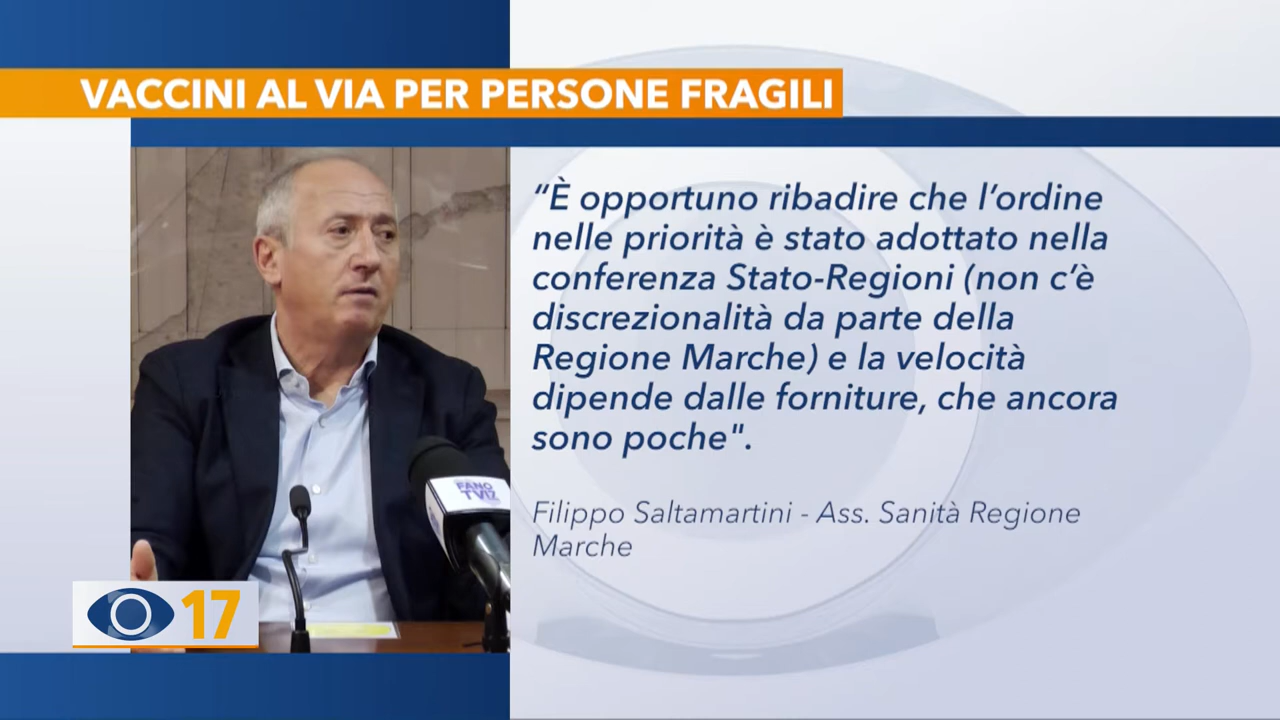 VACCINI AL VIA PER PERSONE FRAGILI
“È opportuno ribadire che l’ordine
nelle priorità è stato adottato nella
conferenza Stato-Regioni (non c’è
discrezionalità da parte della
Regione Marche) e la velocità
dipende dalle forniture, che ancora
sono poche".
Filippo Saltamartini - Ass. Sanità Regione
Marche
FANO
TV
17